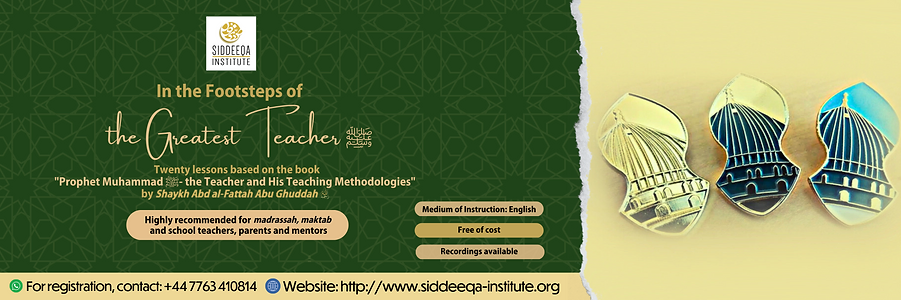 SIDDEEQA
INSTITUTE
In the Footsteps of
the Greatest Teacher ﷺ
Twenty lessons based on the book
"Prophet Muhammad ﷺ- the Teacher and His Teaching Methodologies"
by Shaykh Abd al-Fattah Abu Ghuddah
Highly recommended for madrassah, maktab
and school teachers, parents and mentors
Medium of Instruction: English
Free of cost
Recordings available
For registration, contact: +44 7763 410814
Website: http://www.siddeeqa-institute.org